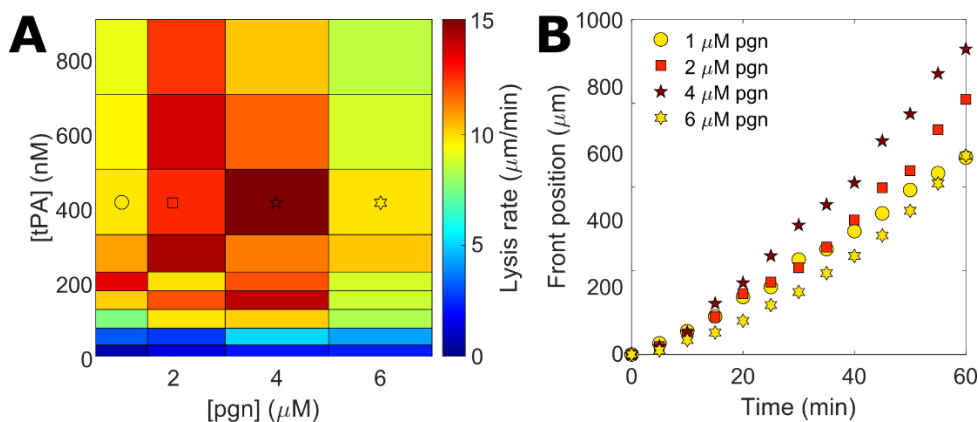 A
800
600
400
200
0
[tPA] (nM)
2
4
6
[pgn] (μM)
15
10
5
0
Lysis rate (μm/min)
B
1000
800
600
400
200
0
Front position (μm)
1 μM pgn
2 μM pgn
4 μM pgn
6 μM pgn
0
20
40
60
Time (min)